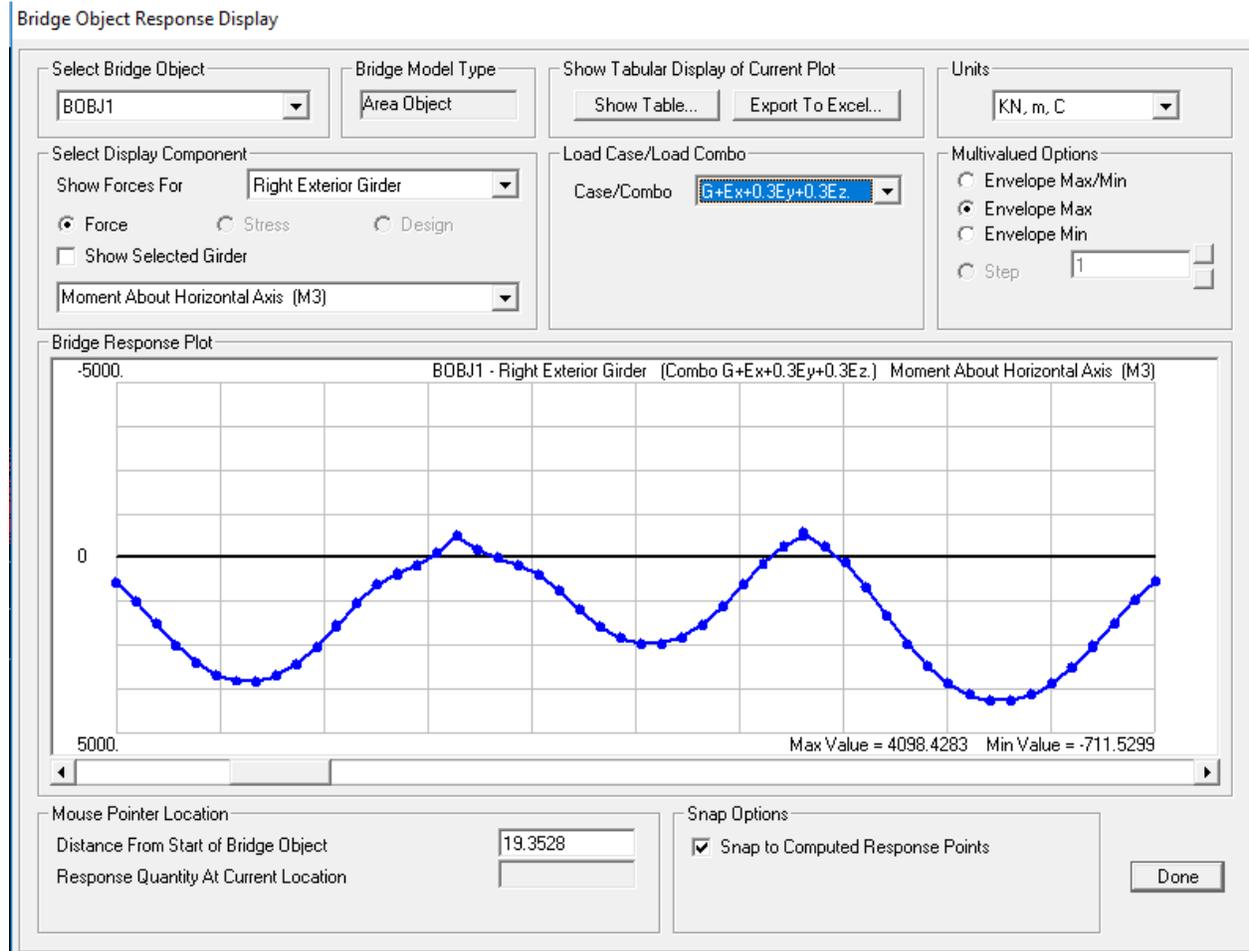 Bridge Object Response Display
Select Bridge Object
BOBJ1
Bridge Model Type
Area Object
Show Tabular Display of Current Plot
Show Table...
Export To Excel...
Units
KN, m, C
Select Display Component
Show Forces For
Right Exterior Girder
Force
Stress
Design
Show Selected Girder
Moment About Horizontal Axis (M3)
Load Case/Load Combo
Case/Combo
G+Ex+0.3Ey+0.3Ez.
Multivalued Options
Envelope Max/Min
Envelope Max
Envelope Min
Step
1
Bridge Response Plot
-5000.
BOBJ1 - Right Exterior Girder (Combo G+Ex+0.3Ey+0.3Ez.) Moment About Horizontal Axis (M3)
0
5000.
Max Value = 4098.4283 Min Value = -711.5299
Mouse Pointer Location
Distance From Start of Bridge Object
19.3528
Response Quantity At Current Location
Snap Options
Snap to Computed Response Points
Done